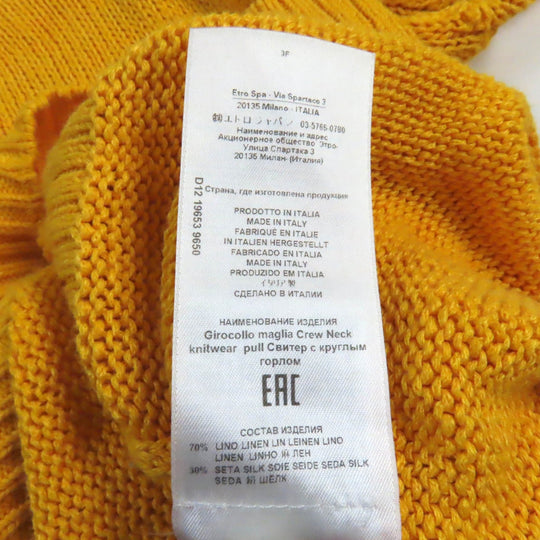 3F
Etro Spa - Via Spartaco 3
20135 Milano - ITALIA
㈱エトロ ジャパン 03-5765-0780
Наименование и адрес
Акционерное общество Этро-
Улица Спартака 3
20135 Милан- (Италия)
D12 19653 9650
Страна, где изготовлена продукция
PRODOTTO IN ITALIA
MADE IN ITALY
FABRIQUÉ EN ITALIE
IN ITALIEN HERGESTELLT
FABRICADO EN ITALIA
MADE IN ITALY
PRODUZIDO EM ITALIA
イタリア製
СДЕЛАНО В ИТАЛИИ
НАИМЕНОВАНИЕ ИЗДЕЛИЯ
Girocollo maglia Crew Neck
knitwear pull Свитер с круглым
горлом
EAC
СОСТАВ ИЗДЕЛИЯ
70% LINO LINEN LIN LEINEN LINO
LINEN LINHO 麻 ЛЕН
30% SETA SILK SOIE SEIDE SEDA SILK
SEDA 絹 ШЁЛК